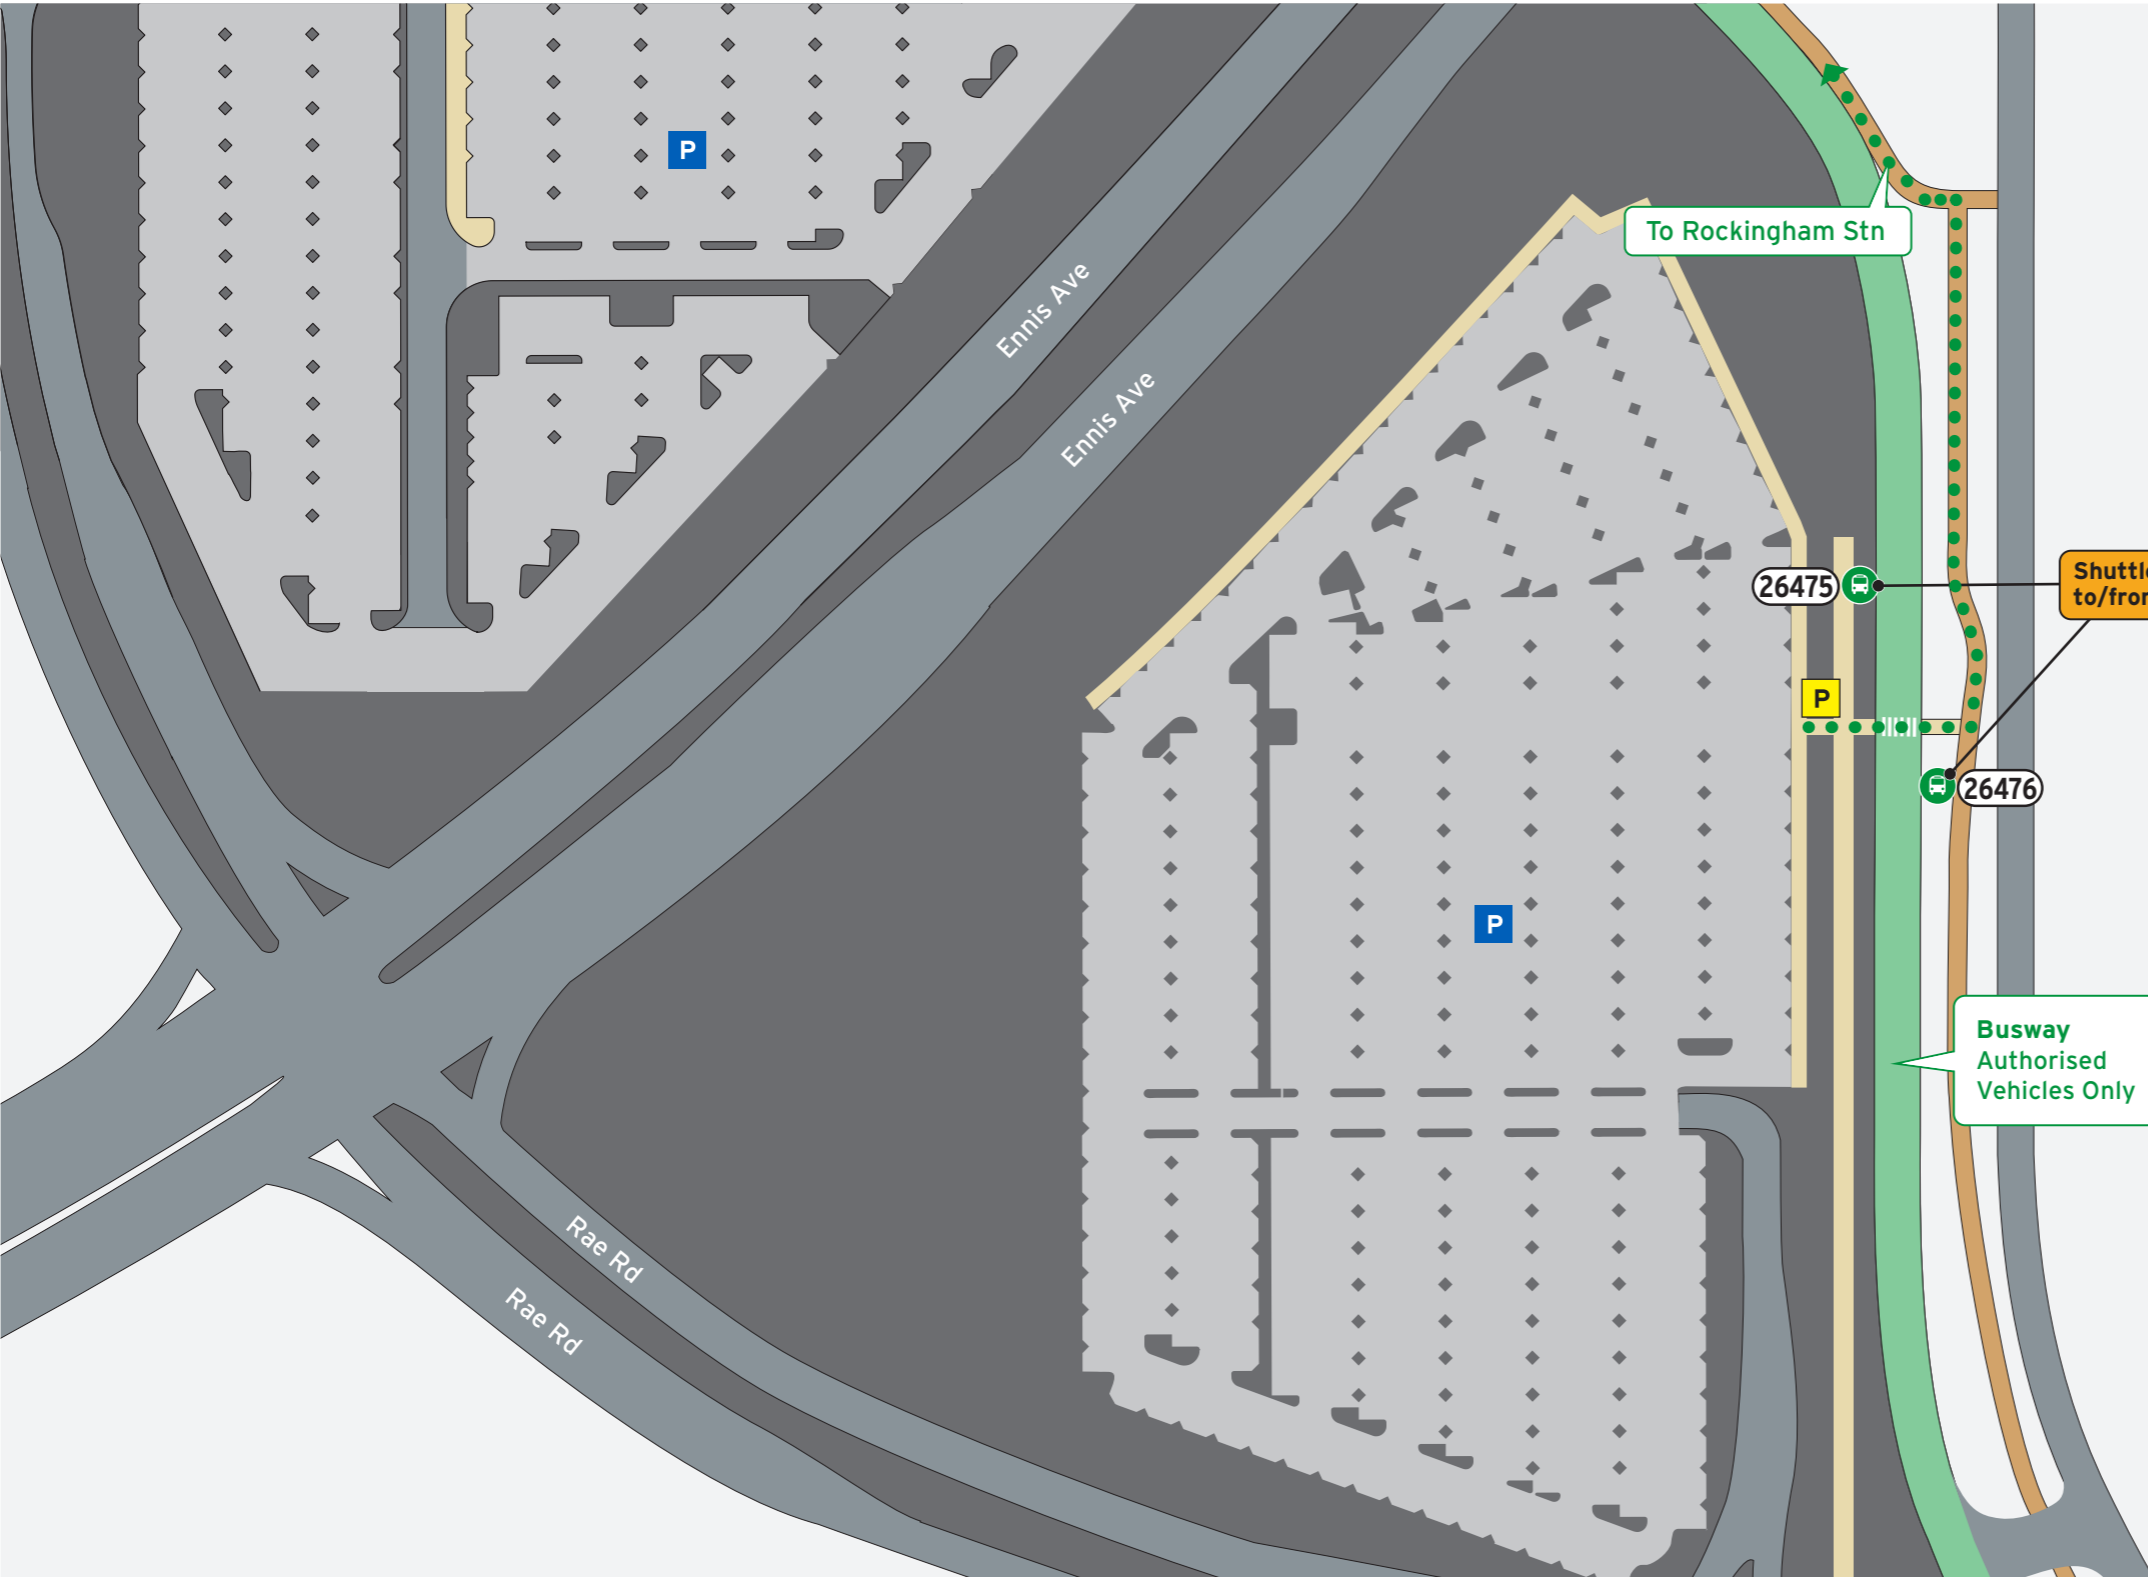 P
To Rockingham Stn
Ennis Ave
Ennis Ave
26475
P
26476
P
Busway
Authorised
Vehicles Only
Rae Rd
Rae Rd